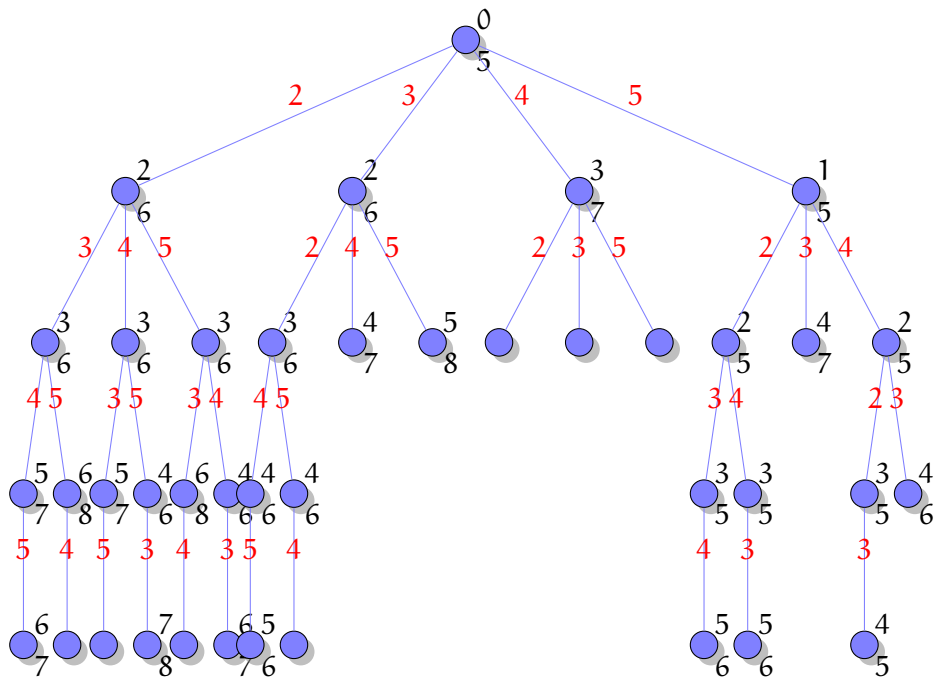 0
5
2 3 4 5
2 2 3 1
6 6 7 5
3 4 5 2 4 5 2 3 5 2 3 4
3 3 3 3 4 5 2 4 2
6 6 6 6 7 8 5 7 5
4 5 3 5 3 4 4 5 3 4 2 3
5 6 5 4 6 4 4 4 3 3 3 4
7 8 7 6 8 6 6 6 5 5 5 6
5 4 5 3 4 3 5 4 4 3 3
6 7 6 5 5 5 4
7 8 7 6 6 6 5